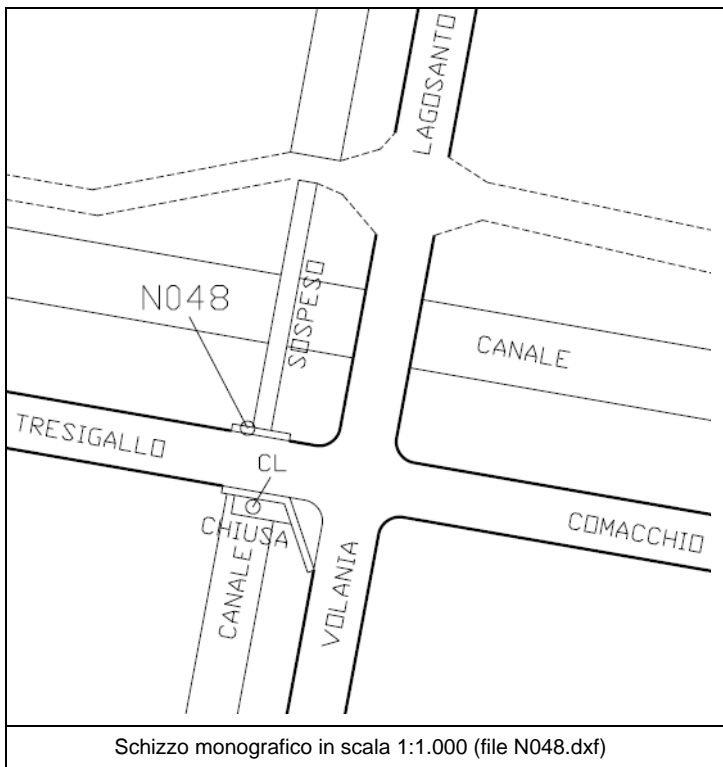 LAGOSANTO
SOSPESO
N048
CANALE
TRESIGALLO
CL
CHIUSA
COMACCHIO
CANALE
VOLANIA
Schizzo monografico in scala 1:1.000 (file N048.dxf)